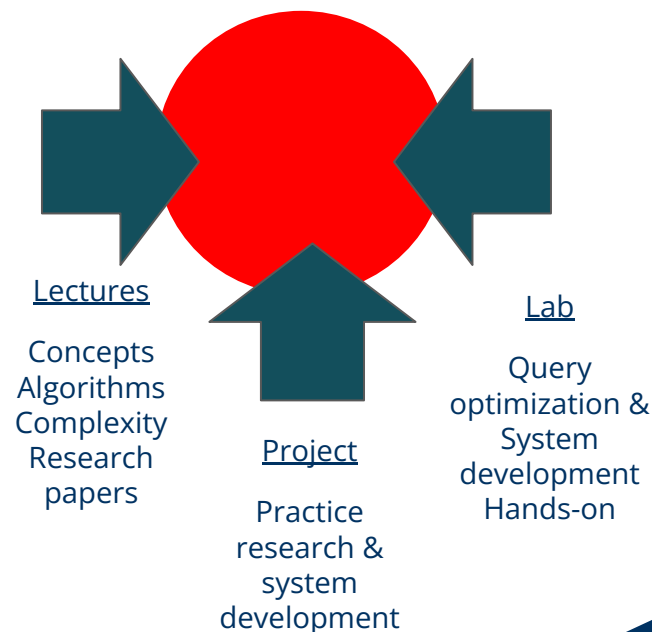 Lectures
Concepts
Algorithms
Complexity
Research
papers
Project
Practice
research &
system
development
Lab
Query
optimization &
System
development
Hands-on